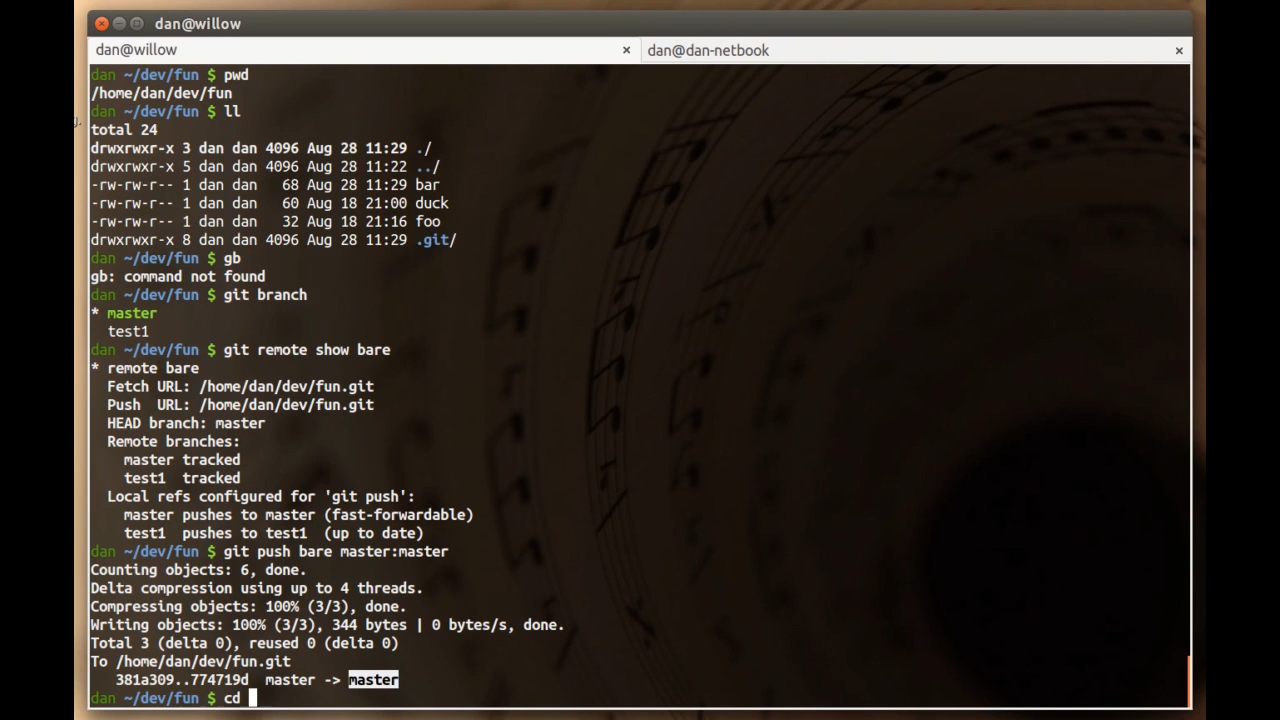 dan@willow
dan@willow × dan@dan-netbook ×
dan ~/dev/fun $ pwd
/home/dan/dev/fun
dan ~/dev/fun $ ll
total 24
drwxrwxr-x 3 dan dan 4096 Aug 28 11:29 ./
drwxrwxr-x 5 dan dan 4096 Aug 28 11:22 ../
-rw-rw-r-- 1 dan dan   68 Aug 28 11:29 bar
-rw-rw-r-- 1 dan dan   60 Aug 18 21:00 duck
-rw-rw-r-- 1 dan dan   32 Aug 18 21:16 foo
drwxrwxr-x 8 dan dan 4096 Aug 28 11:29 .git/
dan ~/dev/fun $ gb
gb: command not found
dan ~/dev/fun $ git branch
* master
  test1
dan ~/dev/fun $ git remote show bare
* remote bare
  Fetch URL: /home/dan/dev/fun.git
  Push  URL: /home/dan/dev/fun.git
  HEAD branch: master
  Remote branches:
    master tracked
    test1  tracked
  Local refs configured for 'git push':
    master pushes to master (fast-forwardable)
    test1  pushes to test1  (up to date)
dan ~/dev/fun $ git push bare master:master
Counting objects: 6, done.
Delta compression using up to 4 threads.
Compressing objects: 100% (3/3), done.
Writing objects: 100% (3/3), 344 bytes | 0 bytes/s, done.
Total 3 (delta 0), reused 0 (delta 0)
To /home/dan/dev/fun.git
   381a309..774719d  master -> master
dan ~/dev/fun $ cd